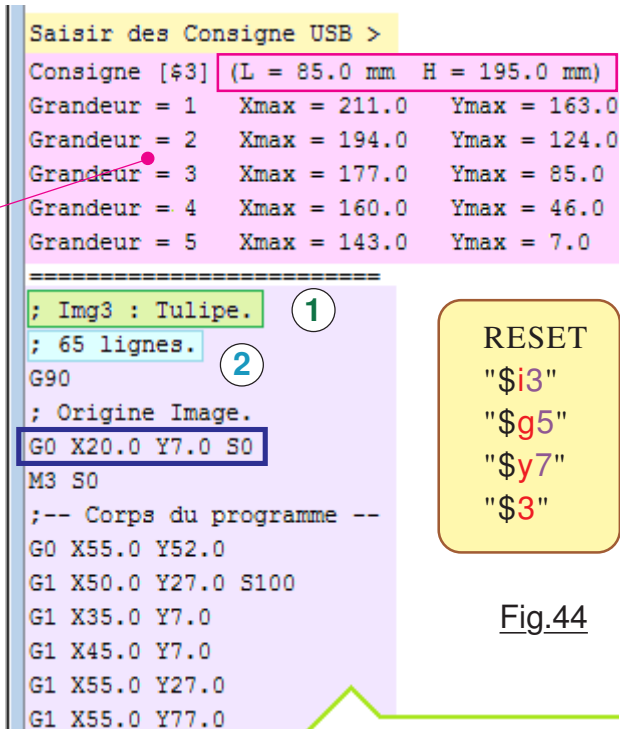 Saisir des Consigne USB >
Consigne [$3] (L = 85.0 mm H = 195.0 mm)
Grandeur = 1 Xmax = 211.0 Ymax = 163.0
Grandeur = 2 Xmax = 194.0 Ymax = 124.0
Grandeur = 3 Xmax = 177.0 Ymax = 85.0
Grandeur = 4 Xmax = 160.0 Ymax = 46.0
Grandeur = 5 Xmax = 143.0 Ymax = 7.0
==========================
; Img3 : Tulipe. 1
; 65 lignes. 2
G90
; Origine Image.
G0 X20.0 Y7.0 S0
M3 S0
;-- Corps du programme --
G0 X55.0 Y52.0
G1 X50.0 Y27.0 S100
G1 X35.0 Y7.0
G1 X45.0 Y7.0
G1 X55.0 Y27.0
G1 X55.0 Y77.0
RESET
"$i3"
"$g5"
"$y7"
"$3"
Fig.44